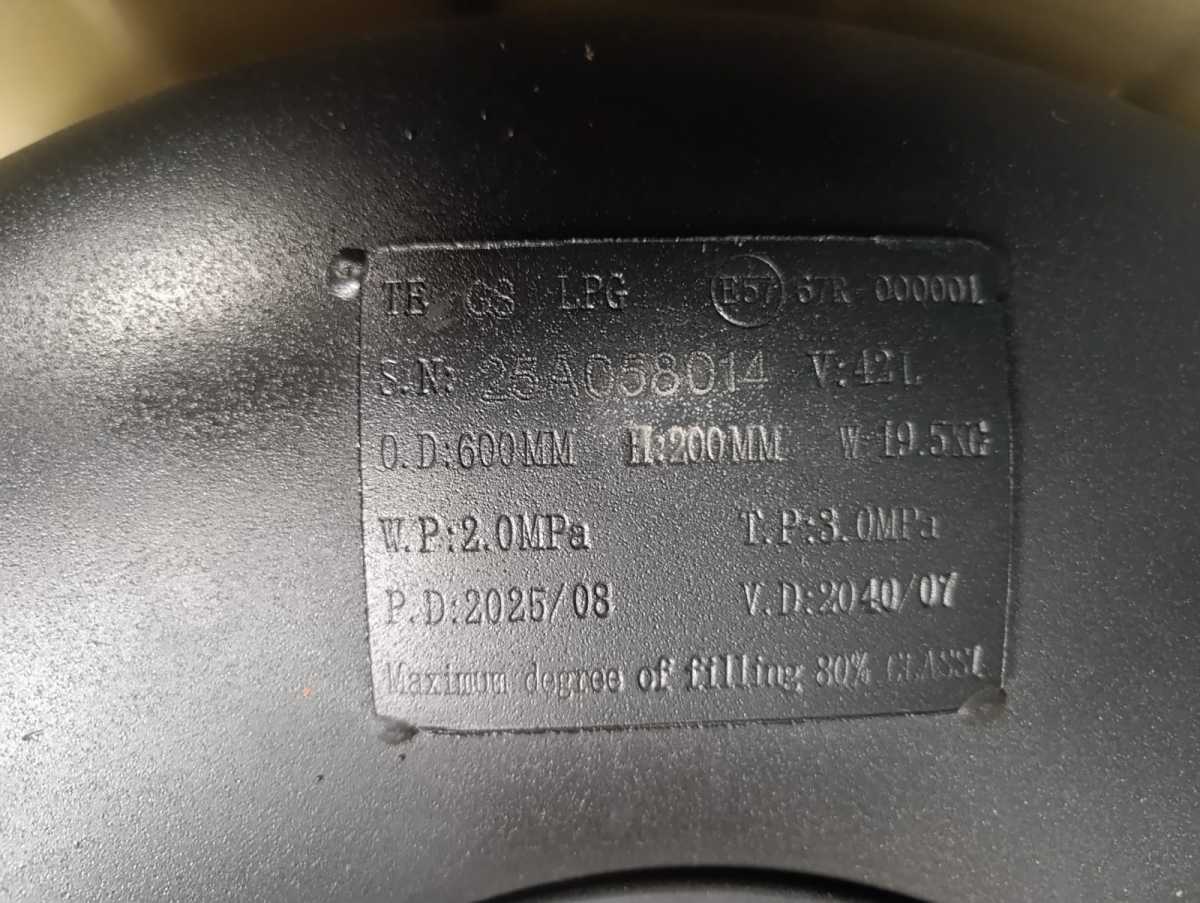 TE GS LPG E57 67R 000001
S.N: 25A058014 V:42L
O.D:600MM H:200MM W 19.5KG
W.P:2.0MPa T.P:3.0MPa
P.D:2025/08 V.D:2040/07
Maximum degree of filling 80% CLASS1